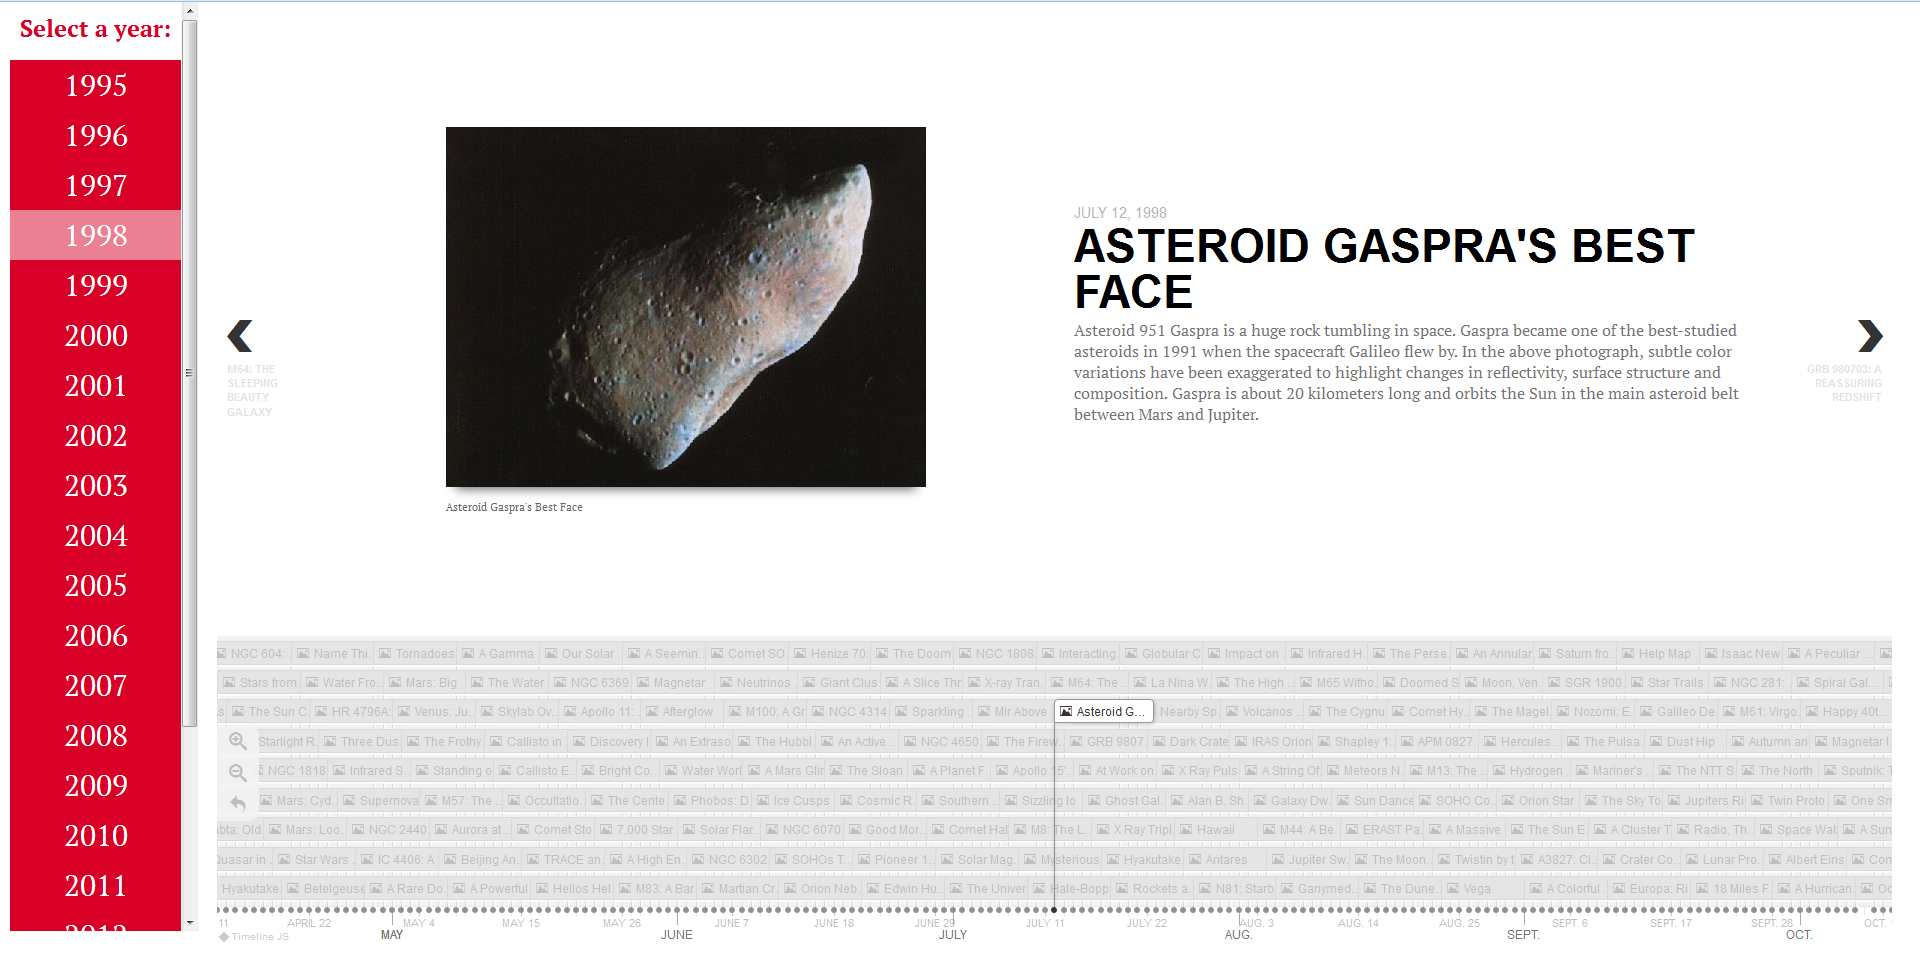 Select a year:
1995
1996
1997
1998
1999
2000
2001
2002
2003
2004
2005
2006
2007
2008
2009
2010
2011
2012
M64: THE
SLEEPING
BEAUTY
GALAXY
Asteroid Gaspra's Best Face
JULY 12, 1998
ASTEROID GASPRA'S BEST
FACE
Asteroid 951 Gaspra is a huge rock tumbling in space. Gaspra became one of the best-studied
asteroids in 1991 when the spacecraft Galileo flew by. In the above photograph, subtle color
variations have been exaggerated to highlight changes in reflectivity, surface structure and
composition. Gaspra is about 20 kilometers long and orbits the Sun in the main asteroid belt
between Mars and Jupiter.
GRB 980703: A
REASSURING
REDSHIFT
NGC 604: Name Thi. Tornadoes A Gamma Our Solar A Seemin. Comet SO Henize 70: The Doom NGC 1808 Interacting Globular C Impact on Infrared H. The Perse. An Annular Saturn fro. Help Map Isaac New A Peculiar ...
Stars from Water Fro. Mars: Big The Water NGC 6369 Magnetar Neutrinos Giant Clus A Slice Thr X-ray Tran. M64: The La Nina W The High M65 Witho Doomed S Moon, Ven. SGR 1900 Star Trails NGC 281: Spiral Gal...
The Sun C HR 4796A: Venus: Ju. Skylab Ov. Apollo 11: Afterglow M100: A Gr NGC 4314 Sparkling Mir Above Asteroid G... Nearby Sp. Volcanos The Cygnu Comet Hy. The Magel Nozomi: E. Galileo De. M61: Virgo Happy 40t...
Starlight R. Three Dus The Frothy Callisto in Discovery I An Extraso The Hubbl An Active NGC 4650 The Firew GRB 9807 Dark Crate IRAS Orion Shapley 1: APM 0827 Hercules The Pulsa. Dust Hip Autumn an Magnetar I.
NGC 1818 Infrared S. Standing o Callisto E. Bright Co. Water Worl A Mars Glin The Sloan A Planet F. Apollo 15'. At Work on X Ray Puls A String Of Meteors N. M13: The Hydrogen Mariner's The NTT S The North Sputnik: T
Mars: Cyd. Supernova M57: The Occultatio. The Cente. Phobos: D Ice Cusps Cosmic R. Southern Sizzling Io Ghost Gal. Alan B. Sh. Galaxy Dw. Sun Dance SOHO Co. Orion Star The Sky To Jupiters Ri Twin Proto. One Sm
Old Mars: Loo. NGC 2440 Aurora at Comet Sto 7,000 Star. Solar Flar. NGC 6070 Good Mor. Comet Hal M8: The L. X Ray Tripl Hawaii M44: A Be. ERAST Pa. A Massive The Sun E A Cluster T Radio, Th. Space Wal A Sun
Quasar in Star Wars IC 4406: A Beijing An. TRACE an. A High En. NGC 6302 SOHOs T. Pioneer 1. Solar Mag. Mysterious Hyakutake Antares Jupiter Sw. The Moon. Twistin by t A3827: Cl. Crater Co. Lunar Pro. Albert Eins Com
Hyakutake Betelgeuse A Rare Do. A Powerful Helios Hel. M83: A Bar Martian Cr. Orion Neb. Edwin Hu. The Univer Hale-Bopp Rockets a. N81: Starb Ganymed. The Dune. Vega A Colorful Europa: Ri 18 Miles F. A Hurrican. Oc
11 APRIL 22 MAY 4 MAY 15 MAY 26 JUNE 7 JUNE 18 JUNE 29 JULY 11 JULY 22 AUG. 3 AUG. 14 AUG. 25 SEPT. 6 SEPT. 17 SEPT. 28 OCT.
MAY JUNE JULY AUG. SEPT. OCT.
Timeline JS